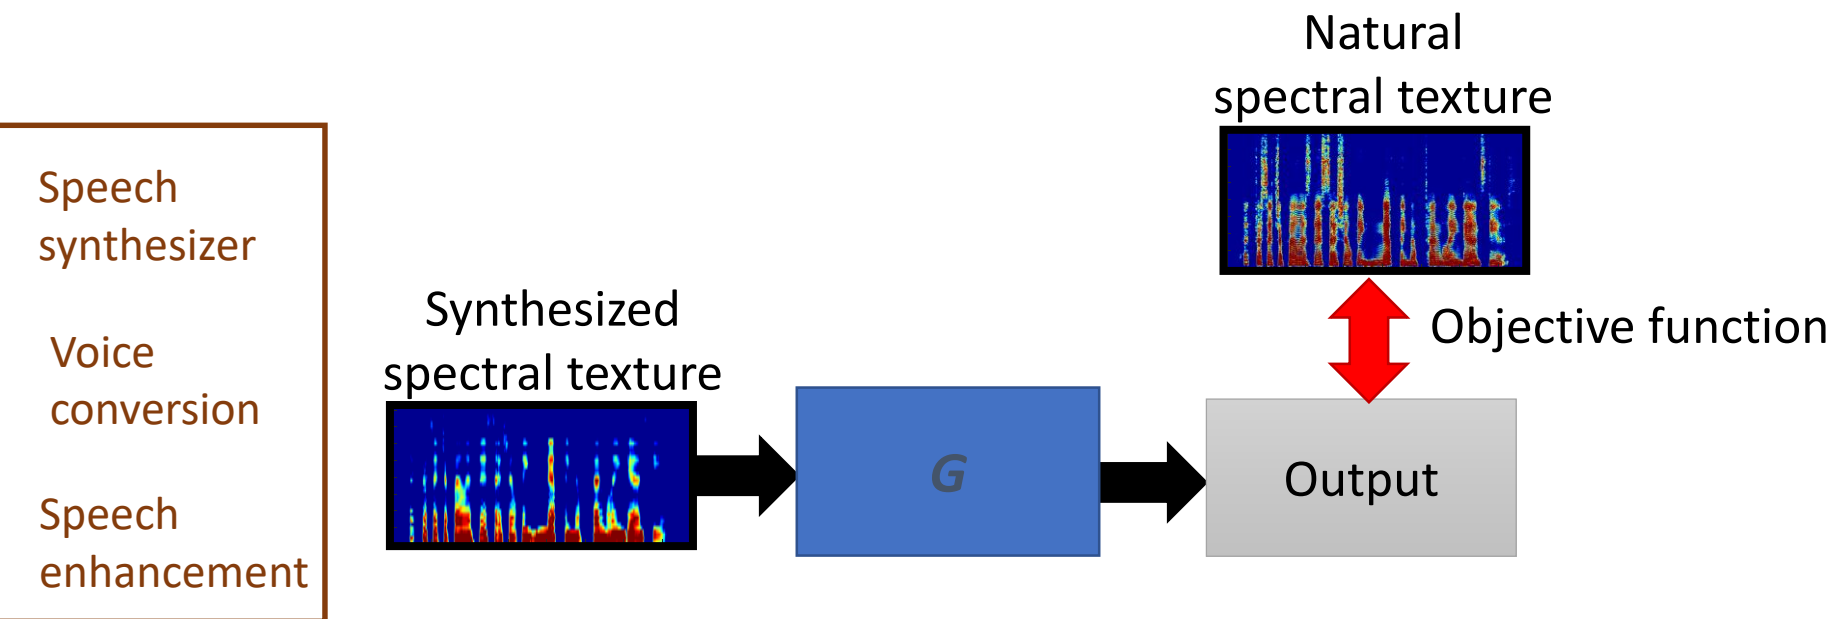 Natural
spectral texture
Speech
synthesizer
Synthesized
spectral texture
Objective function
Voice
conversion
G
Output
Speech
enhancement